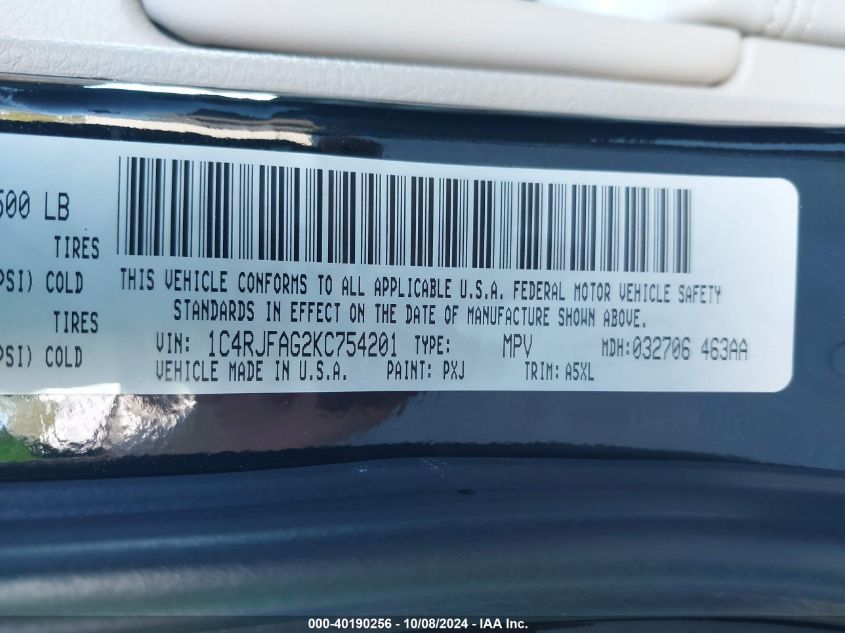 500 LB
TIRES
PSI) COLD
THIS VEHICLE CONFORMS TO ALL APPLICABLE U.S.A. FEDERAL MOTOR VEHICLE SAFETY
STANDARDS IN EFFECT ON THE DATE OF MANUFACTURE SHOWN ABOVE.
TIRES
PSI) COLD
VIN: 1C4RJFAG2KC754201 TYPE: MPV MDH:032706 463AA
VEHICLE MADE IN U.S.A. PAINT: PXJ TRIM: A5XL
000-40190256 - 10/08/2024 - IAA Inc.